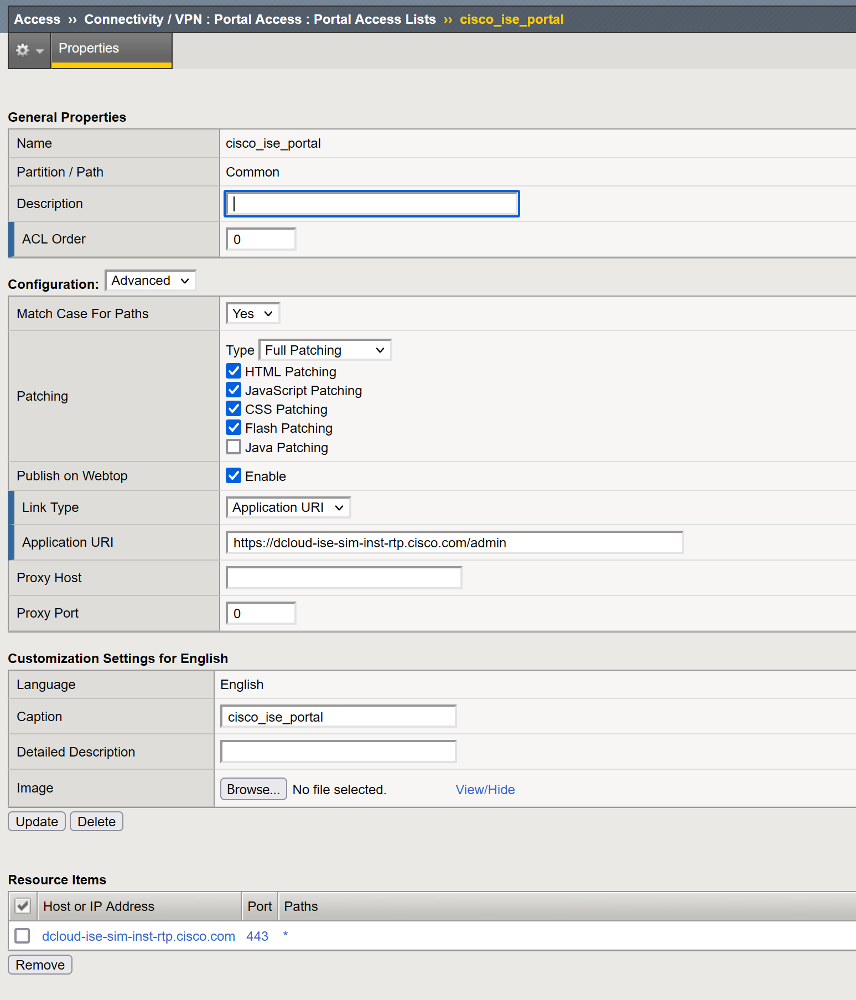 Access ›› Connectivity / VPN : Portal Access : Portal Access Lists ›› cisco_ise_portal
Properties
General Properties
Name cisco_ise_portal
Partition / Path Common
Description
ACL Order 0
Configuration: Advanced
Match Case For Paths Yes
Type Full Patching
HTML Patching
JavaScript Patching
Patching
CSS Patching
Flash Patching
Java Patching
Publish on Webtop Enable
Link Type Application URI
Application URI https://dcloud-ise-sim-inst-rtp.cisco.com/admin
Proxy Host
Proxy Port 0
Customization Settings for English
Language English
Caption cisco_ise_portal
Detailed Description
Image Browse... No file selected. View/Hide
Update Delete
Resource Items
Host or IP Address Port Paths
dcloud-ise-sim-inst-rtp.cisco.com 443 *
Remove